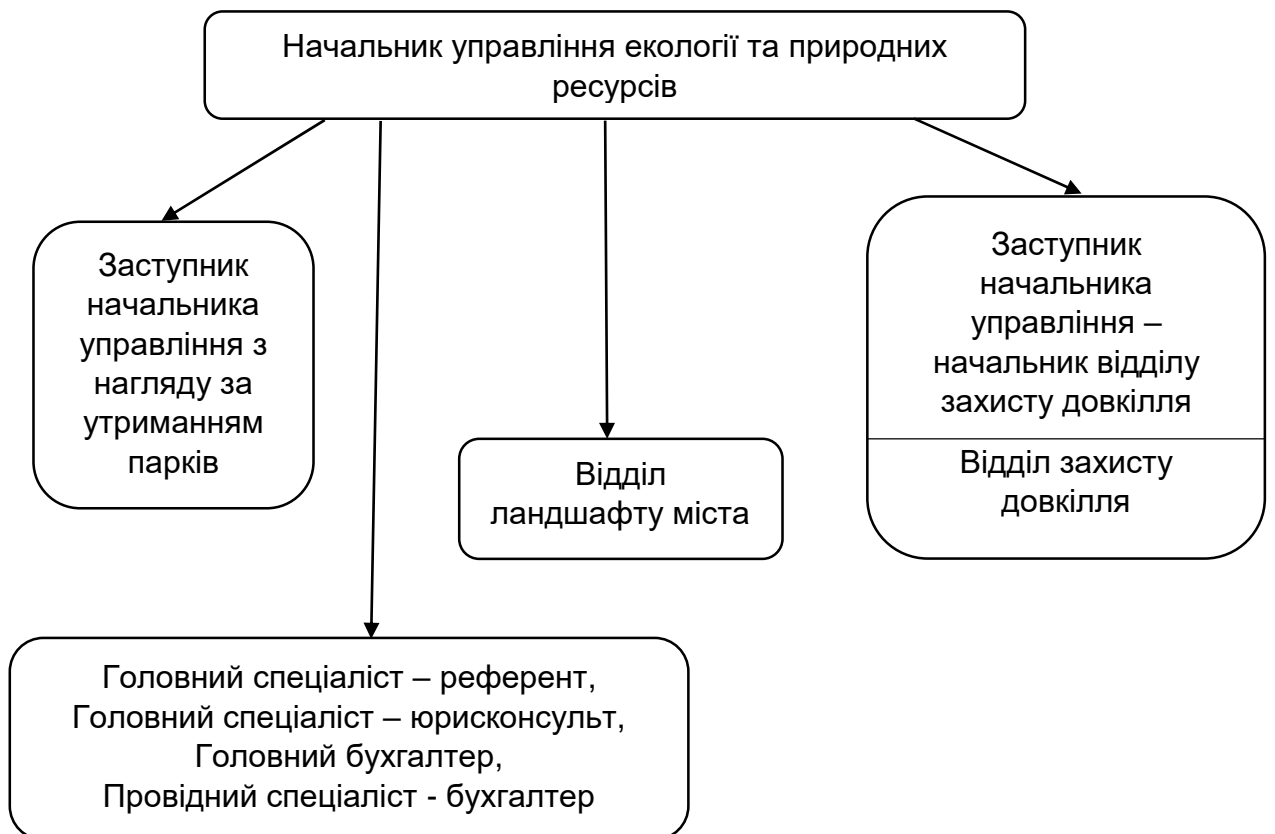 Начальник управління екології та природних
ресурсів
Заступник
начальника
управління з
нагляду за
утриманням
парків
Відділ
ландшафту міста
Заступник
начальника
управління –
начальник відділу
захисту довкілля
Відділ захисту
довкілля
Головний спеціаліст – референт,
Головний спеціаліст – юрисконсульт,
Головний бухгалтер,
Провідний спеціаліст - бухгалтер